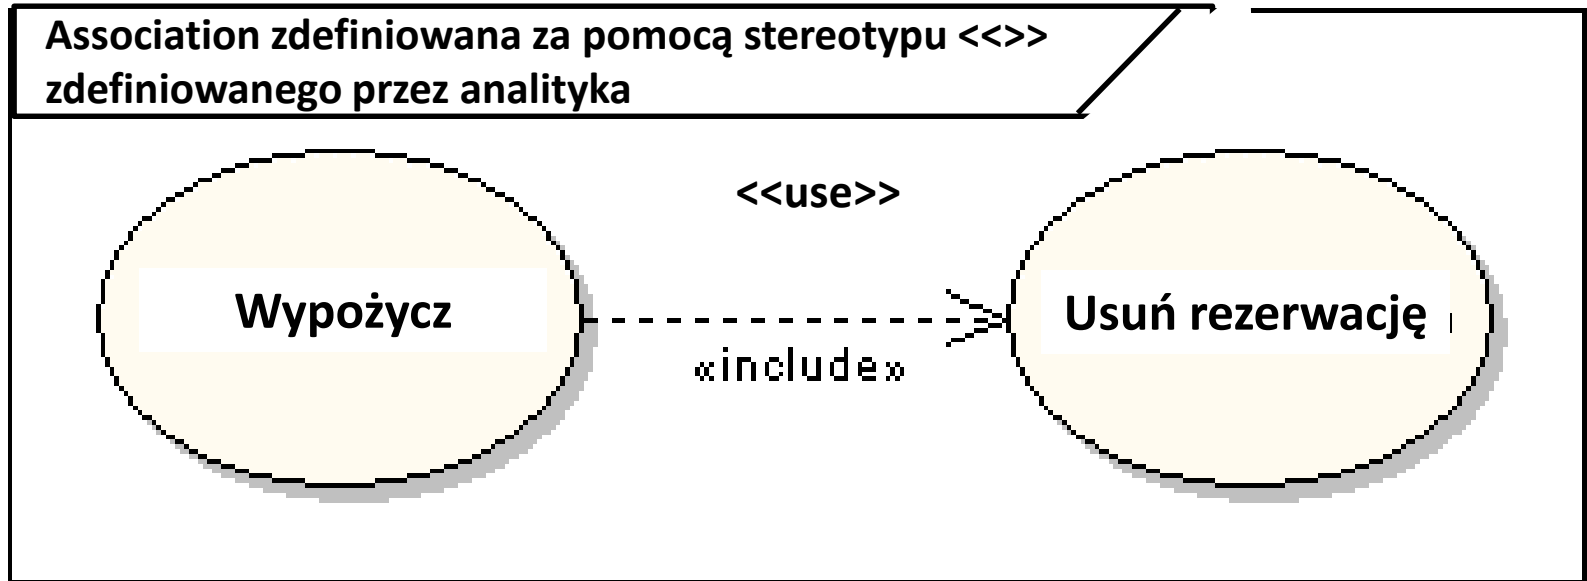 Association zdefiniowana za pomocą stereotypu <<>>
zdefiniowanego przez analityka
<<use>>
Wypożycz
Usuń rezerwację
«include»